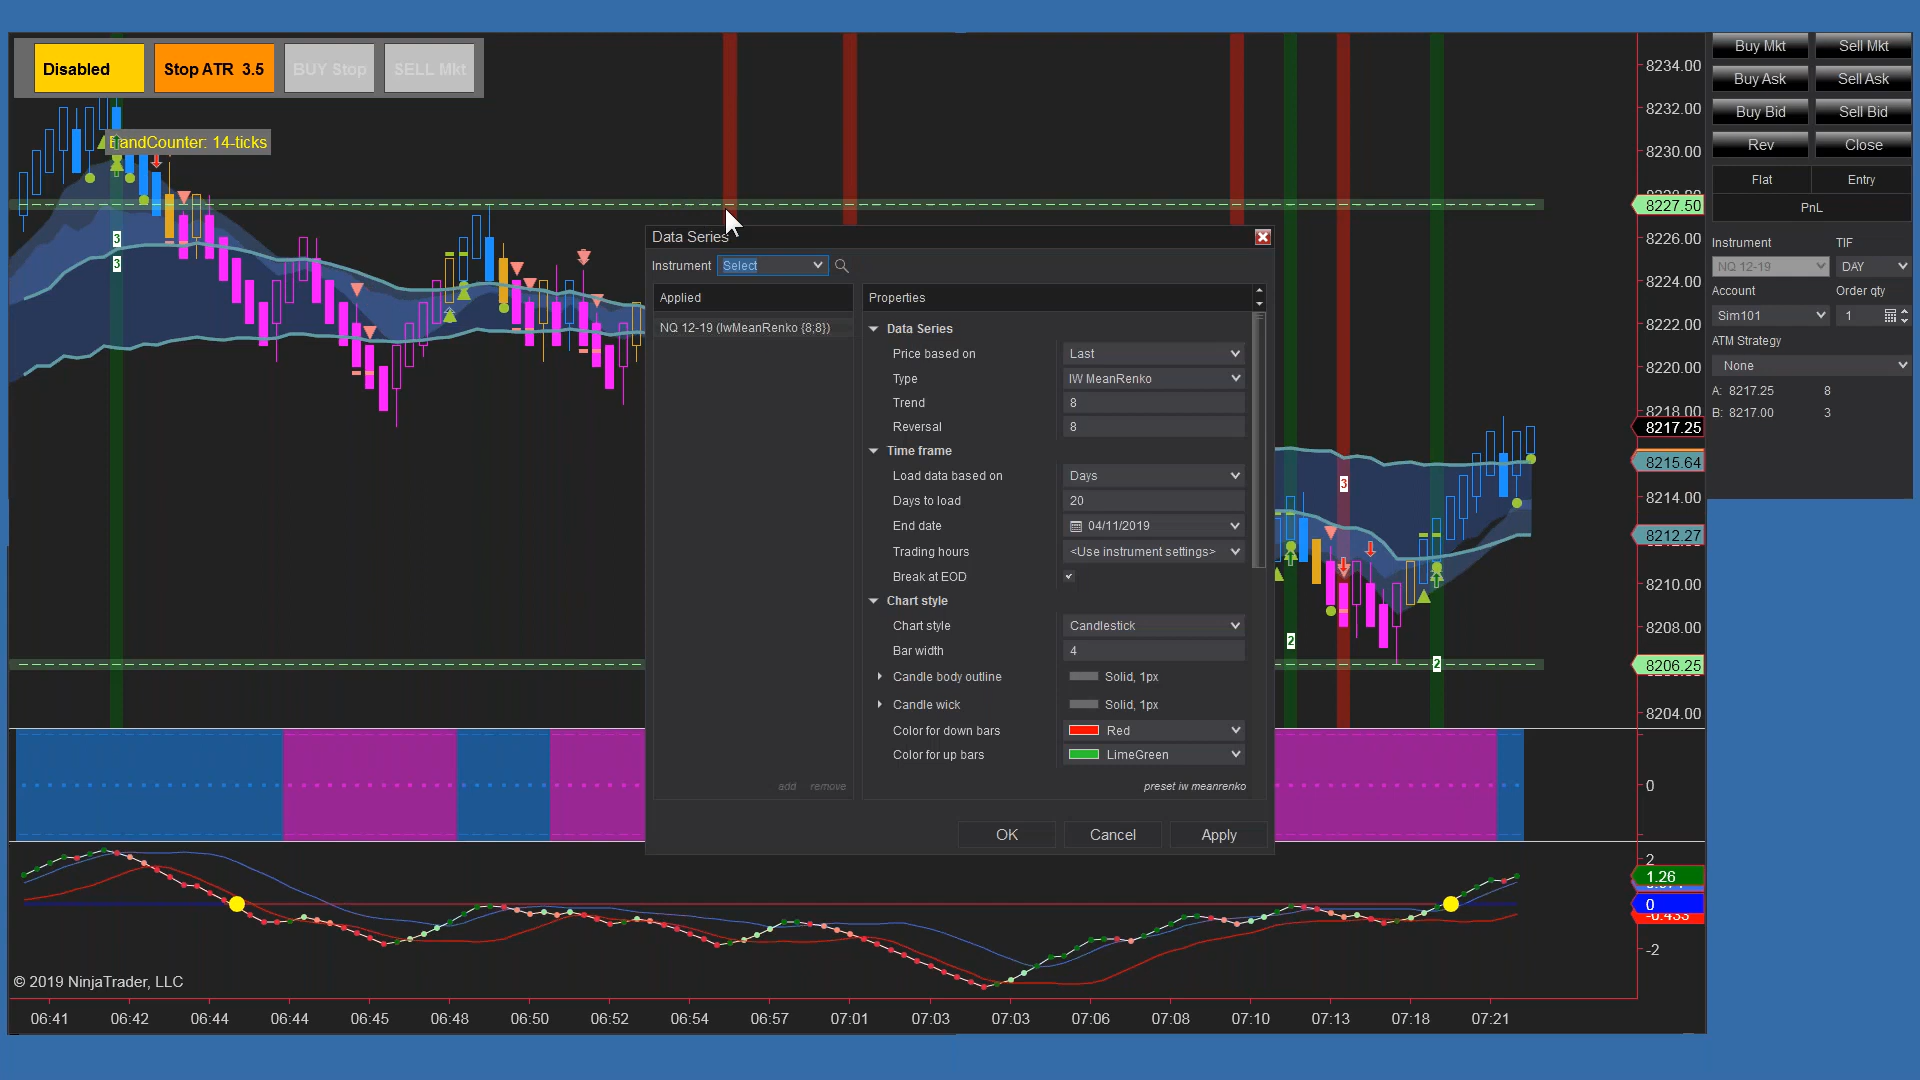 Disabled
Stop ATR 3.5
BUY Stop
SELL Mkt
BandCounter: 14-ticks
3
3
3
2
2
Data Series
Instrument Select
Applied
NQ 12-19 (IwMeanRenko {8;8})
add remove
Properties
Data Series
Price based on Last
Type IW MeanRenko
Trend 8
Reversal 8
Time frame
Load data based on Days
Days to load 20
End date 04/11/2019
Trading hours <Use instrument settings>
Break at EOD
Chart style
Chart style Candlestick
Bar width 4
Candle body outline Solid, 1px
Candle wick Solid, 1px
Color for down bars Red
Color for up bars LimeGreen
preset iw meanrenko
OK Cancel Apply
8234.00
8232.00
8230.00
8227.50
8226.00
8224.00
8222.00
8220.00
8218.00
8217.25
8215.64
8214.00
8212.27
8210.00
8208.00
8206.25
8204.00
0
2
1.26
0
-0.433
-2
© 2019 NinjaTrader, LLC
06:41 06:42 06:44 06:44 06:45 06:48 06:50 06:52 06:54 06:57 07:01 07:03 07:03 07:06 07:08 07:10 07:13 07:18 07:21
Buy Mkt Sell Mkt
Buy Ask Sell Ask
Buy Bid Sell Bid
Rev Close
Flat Entry
PnL
Instrument TIF
NQ 12-19 DAY
Account Order qty
Sim101 1
ATM Strategy
None
A: 8217.25 8
B: 8217.00 3